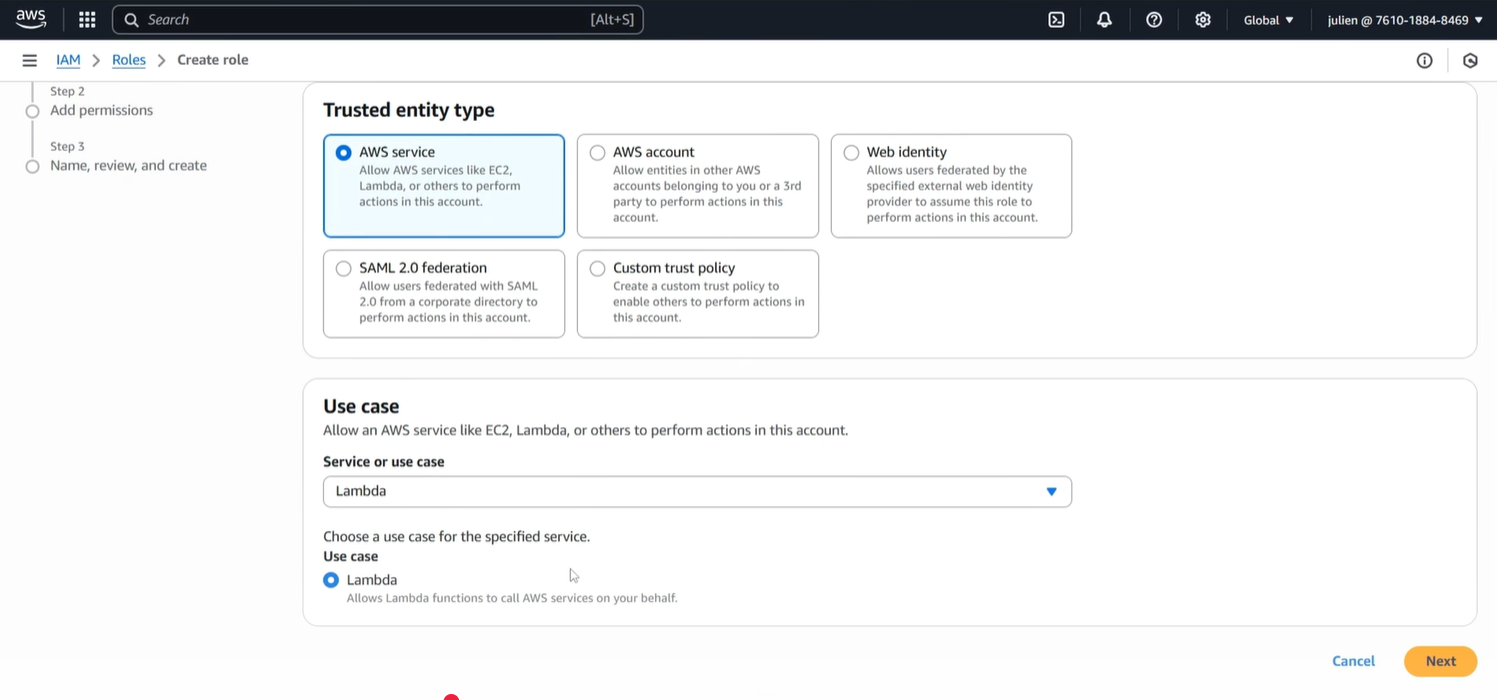 aws
Search
[Alt+S]
Global
julien @ 7610-1884-8469
IAM
Roles
Create role
Step 2
Add permissions
Step 3
Name, review, and create
Trusted entity type
AWS service
Allow AWS services like EC2,
Lambda, or others to perform
actions in this account.
AWS account
Allow entities in other AWS
accounts belonging to you or a 3rd
party to perform actions in this
account.
Web identity
Allows users federated by the
specified external web identity
provider to assume this role to
perform actions in this account.
SAML 2.0 federation
Allow users federated with SAML
2.0 from a corporate directory to
perform actions in this account.
Custom trust policy
Create a custom trust policy to
enable others to perform actions in
this account.
Use case
Allow an AWS service like EC2, Lambda, or others to perform actions in this account.
Service or use case
Lambda
Choose a use case for the specified service.
Use case
Lambda
Allows Lambda functions to call AWS services on your behalf.
Cancel
Next